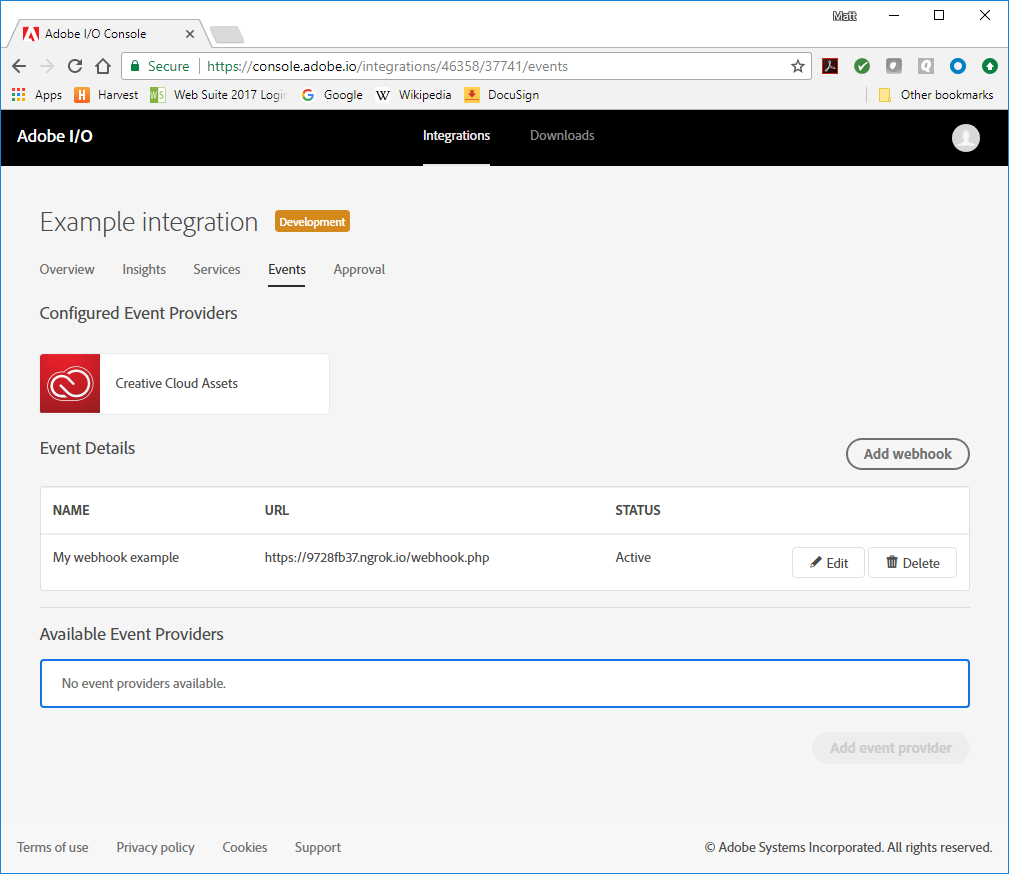 Matt
Adobe I/O Console
Secure https://console.adobe.io/integrations/46358/37741/events
Apps Harvest Web Suite 2017 Login Google Wikipedia DocuSign Other bookmarks
Adobe I/O Integrations Downloads
Example integration Development
Overview Insights Services Events Approval
Configured Event Providers
Creative Cloud Assets
Event Details Add webhook
NAME URL STATUS
My webhook example https://9728fb37.ngrok.io/webhook.php Active Edit Delete
Available Event Providers
No event providers available.
Add event provider
Terms of use Privacy policy Cookies Support © Adobe Systems Incorporated. All rights reserved.